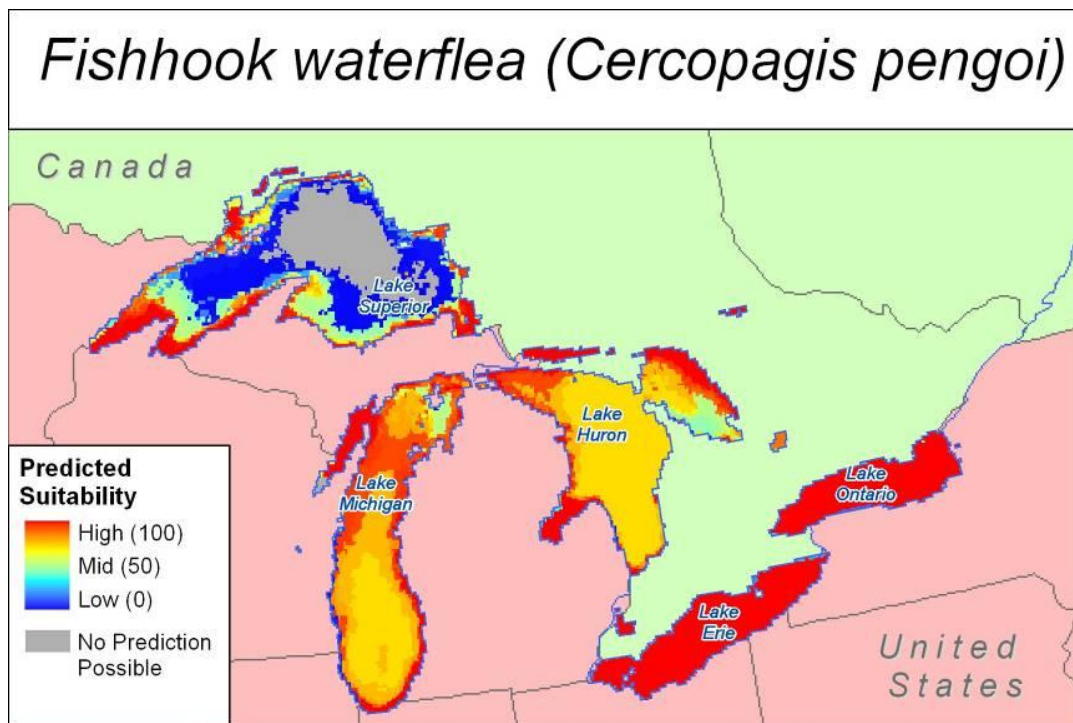 Fishhook waterflea (Cercopagis pengoi)
Canada
Lake
Superior
Lake
Huron
Lake
Michigan
Lake
Ontario
Lake
Erie
United
States
Predicted
Suitability
High (100)
Mid (50)
Low (0)
No Prediction
Possible